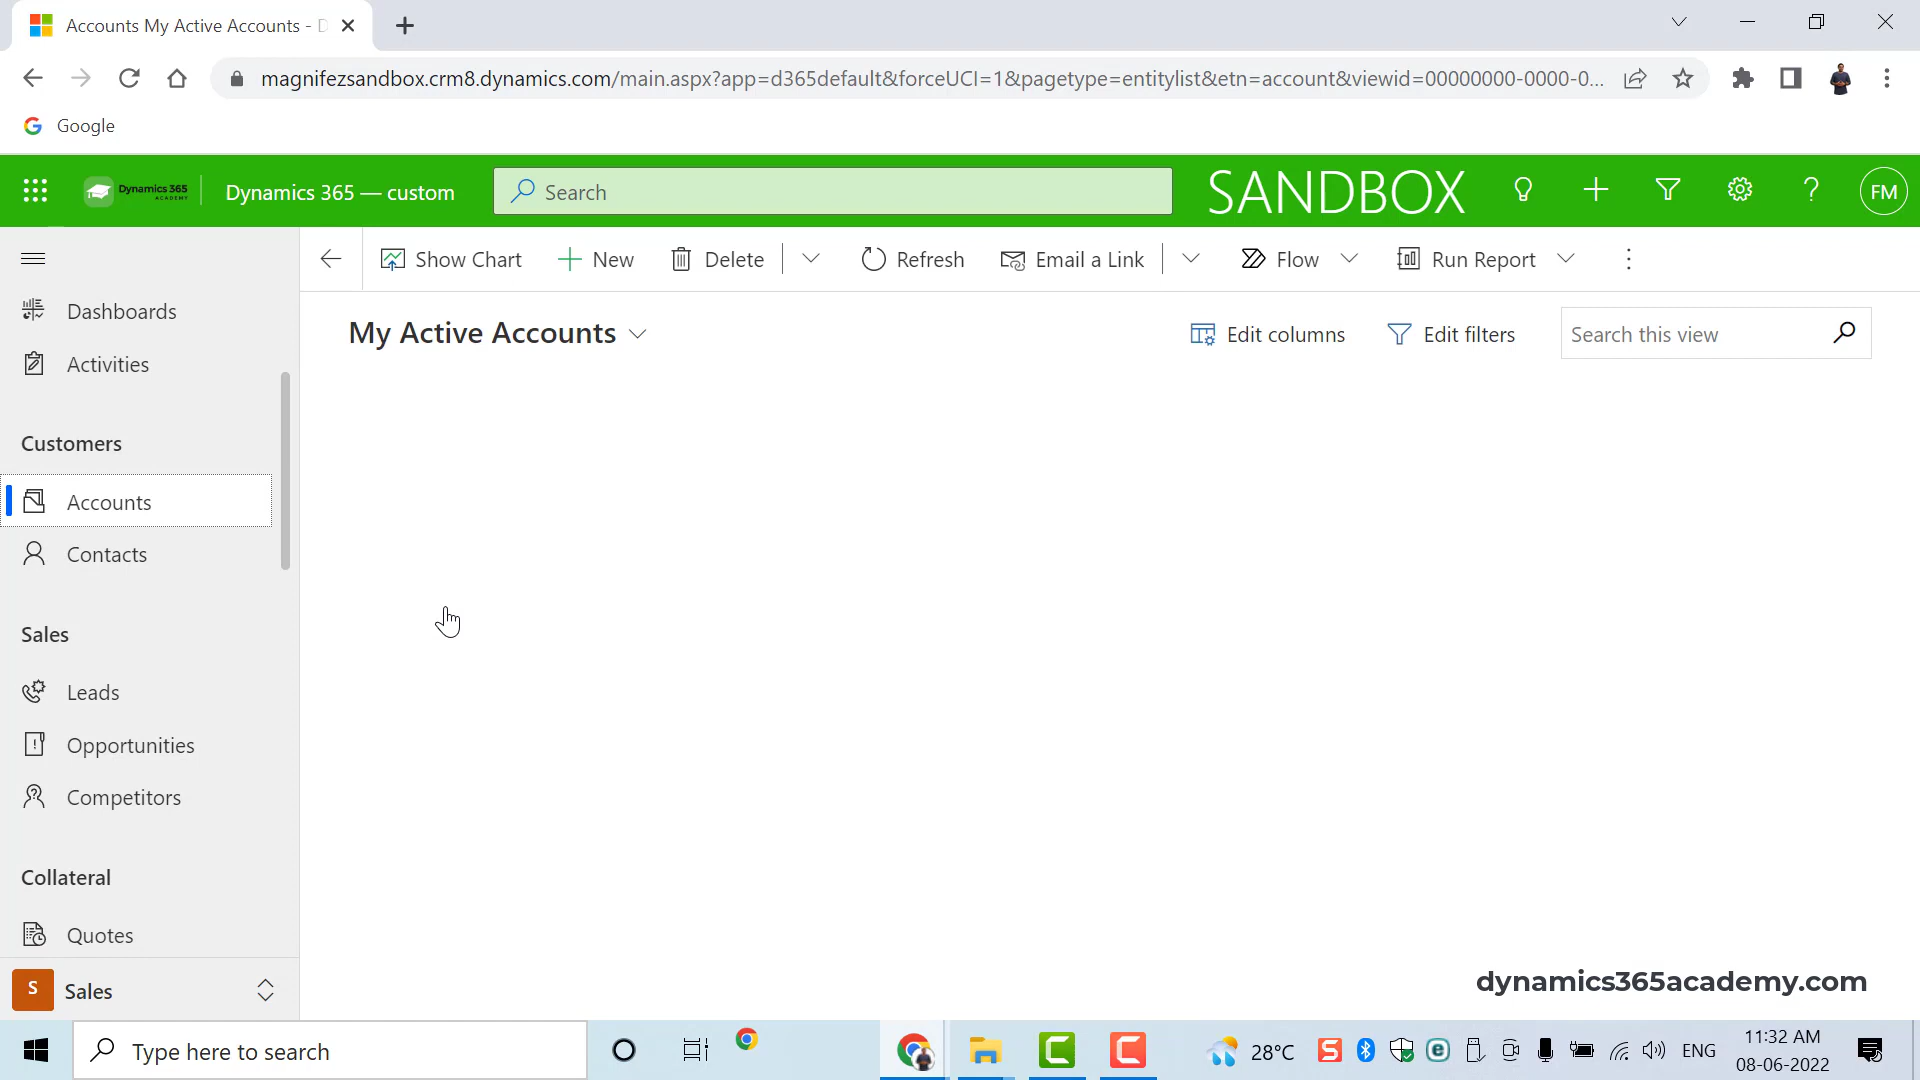 Accounts My Active Accounts - D
magnifezsandbox.crm8.dynamics.com/main.aspx?app=d365default&forceUCI=1&pagetype=entitylist&etn=account&viewid=00000000-0000-0...
Google
Dynamics 365
ACADEMY
Dynamics 365 — custom
Search
SANDBOX
FM
Show Chart
New
Delete
Refresh
Email a Link
Flow
Run Report
Dashboards
Activities
Customers
Accounts
Contacts
Sales
Leads
Opportunities
Competitors
Collateral
Quotes
S
Sales
My Active Accounts
Edit columns
Edit filters
Search this view
dynamics365academy.com
Type here to search
28°C
ENG
11:32 AM
08-06-2022